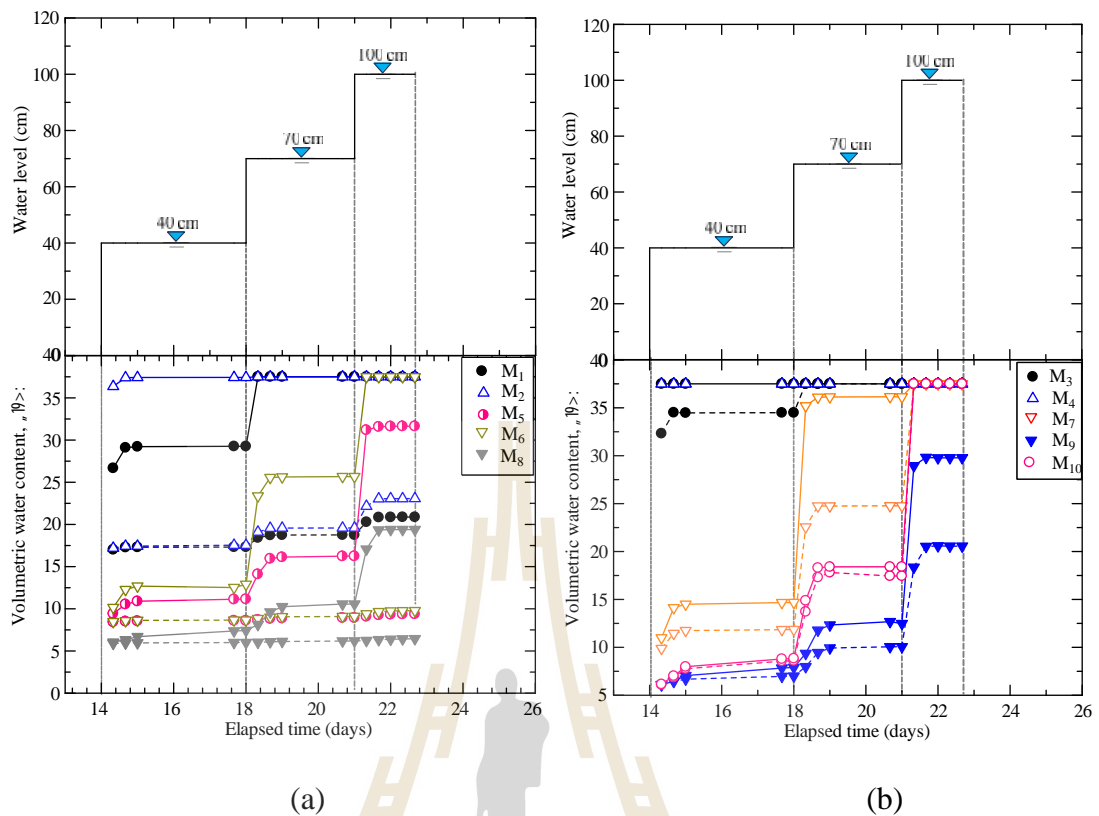 120
100
80
60
40
20
40
Water level (cm)
40 cm
70 cm
100 cm
35
30
25
20
15
10
5
0
Volumetric water content,
M1
M2
M5
M6
M8
14 16 18 20 22 24 26
Elapsed time (days)
(a)
120
100
80
60
40
20
40
Water level (cm)
40 cm
70 cm
100 cm
35
30
25
20
15
10
5
Volumetric water content,
M3
M4
M7
M9
M10
14 16 18 20 22 24 26
Elapsed time (days)
(b)